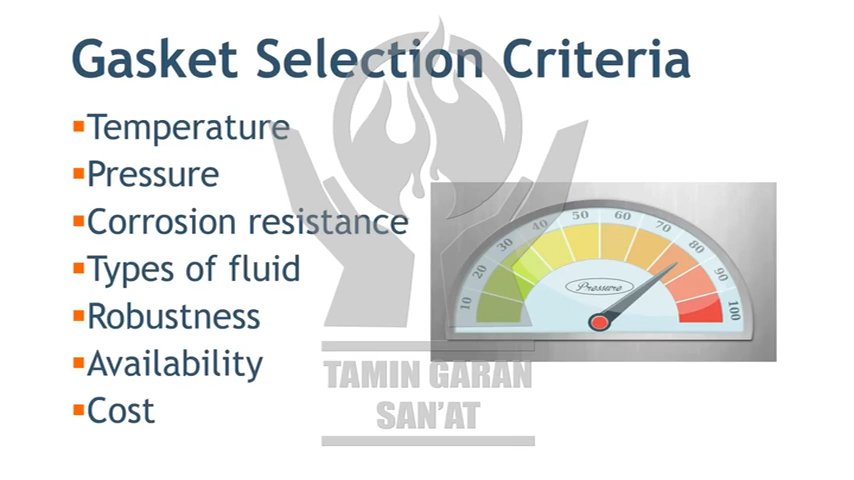 Gasket Selection Criteria
▪Temperature
▪Pressure
▪Corrosion resistance
▪Types of fluid
▪Robustness
▪Availability
▪Cost
10 20 30 40 50 60 70 80 90 100
Pressure
TAMIN GARAN
SAN'AT